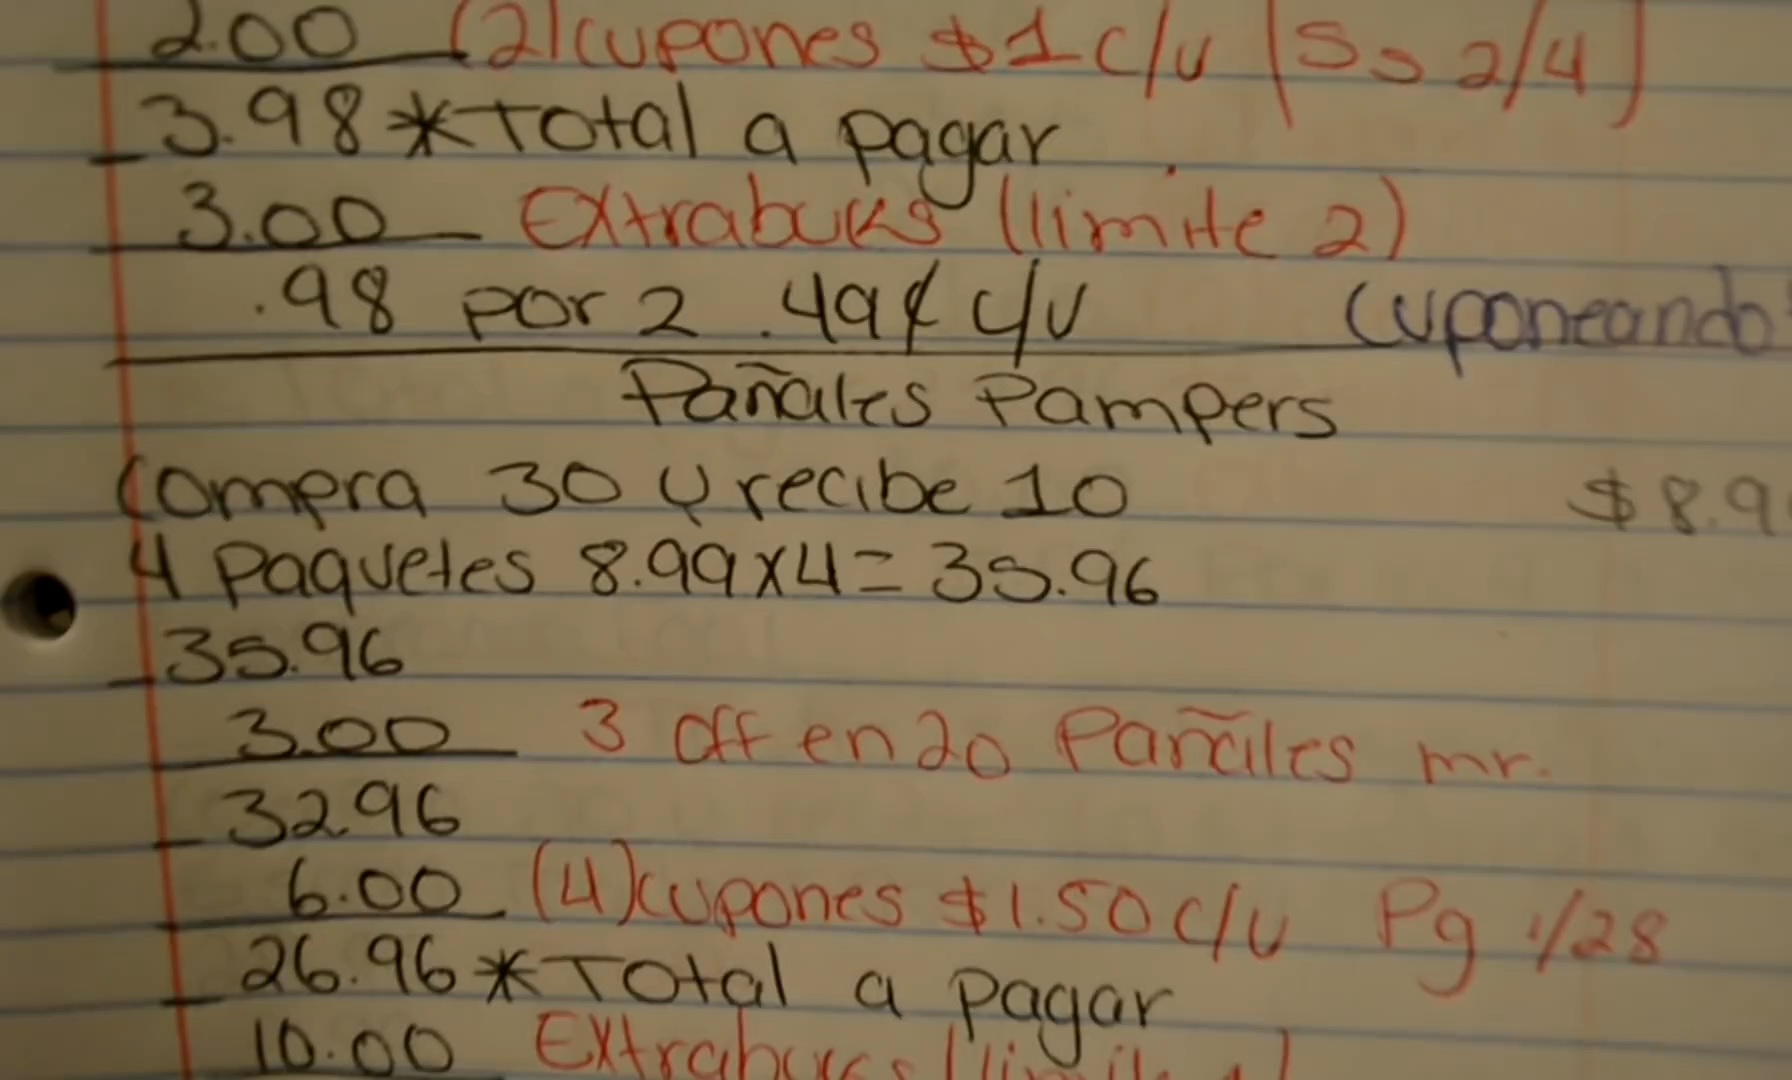 2.00 (2) cupones $1 c/u (SS 2/4)
3.98 *Total a pagar
3.00 Extrabucks (limite 2)
.98 por 2 .49¢ c/u Cuponeando
Pañales Pampers
Compra 30 y recibe 10 $8.9
4 Paquetes 8.99x4=35.96
35.96
3.00 3 off en 20 Pañales mr.
32.96
6.00 (4) cupones $1.50 c/u Pg 1/28
26.96 *Total a pagar
10.00 Extrabucks